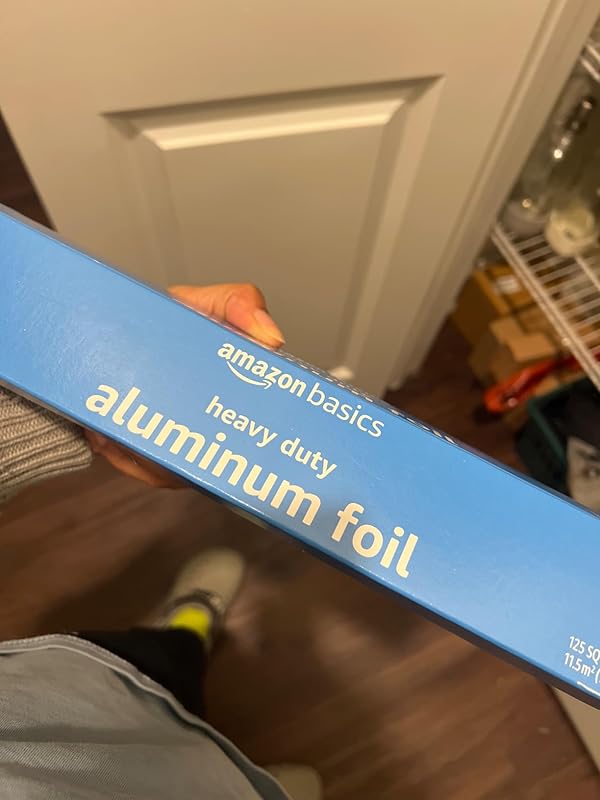 amazon basics
heavy duty
aluminum foil
125 SQ
11.5m² (